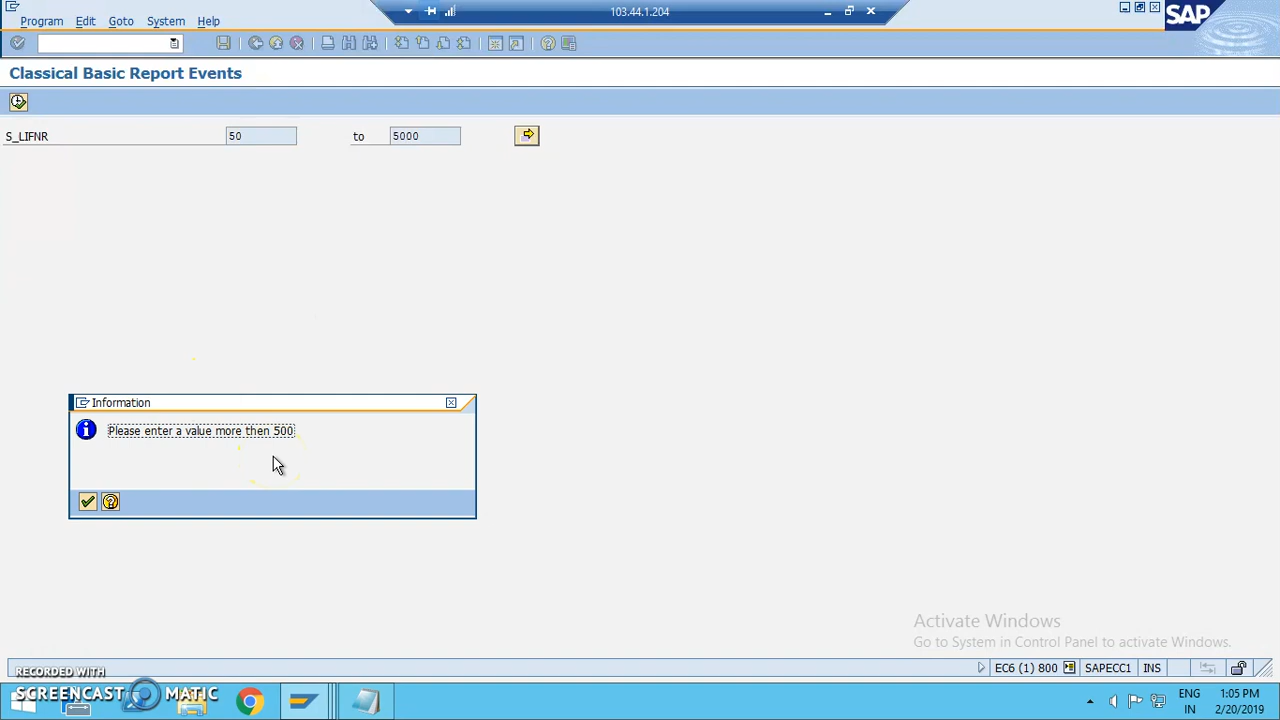 103.44.1.204
Program Edit Goto System Help
SAP
Classical Basic Report Events
S_LIFNR 50 to 5000
Information
Please enter a value more then 500
Activate Windows
Go to System in Control Panel to activate Windows.
EC6 (1) 800 SAPECC1 INS
RECORDED WITH
SCREENCAST MATIC
ENG 1:05 PM
IN 2/20/2019